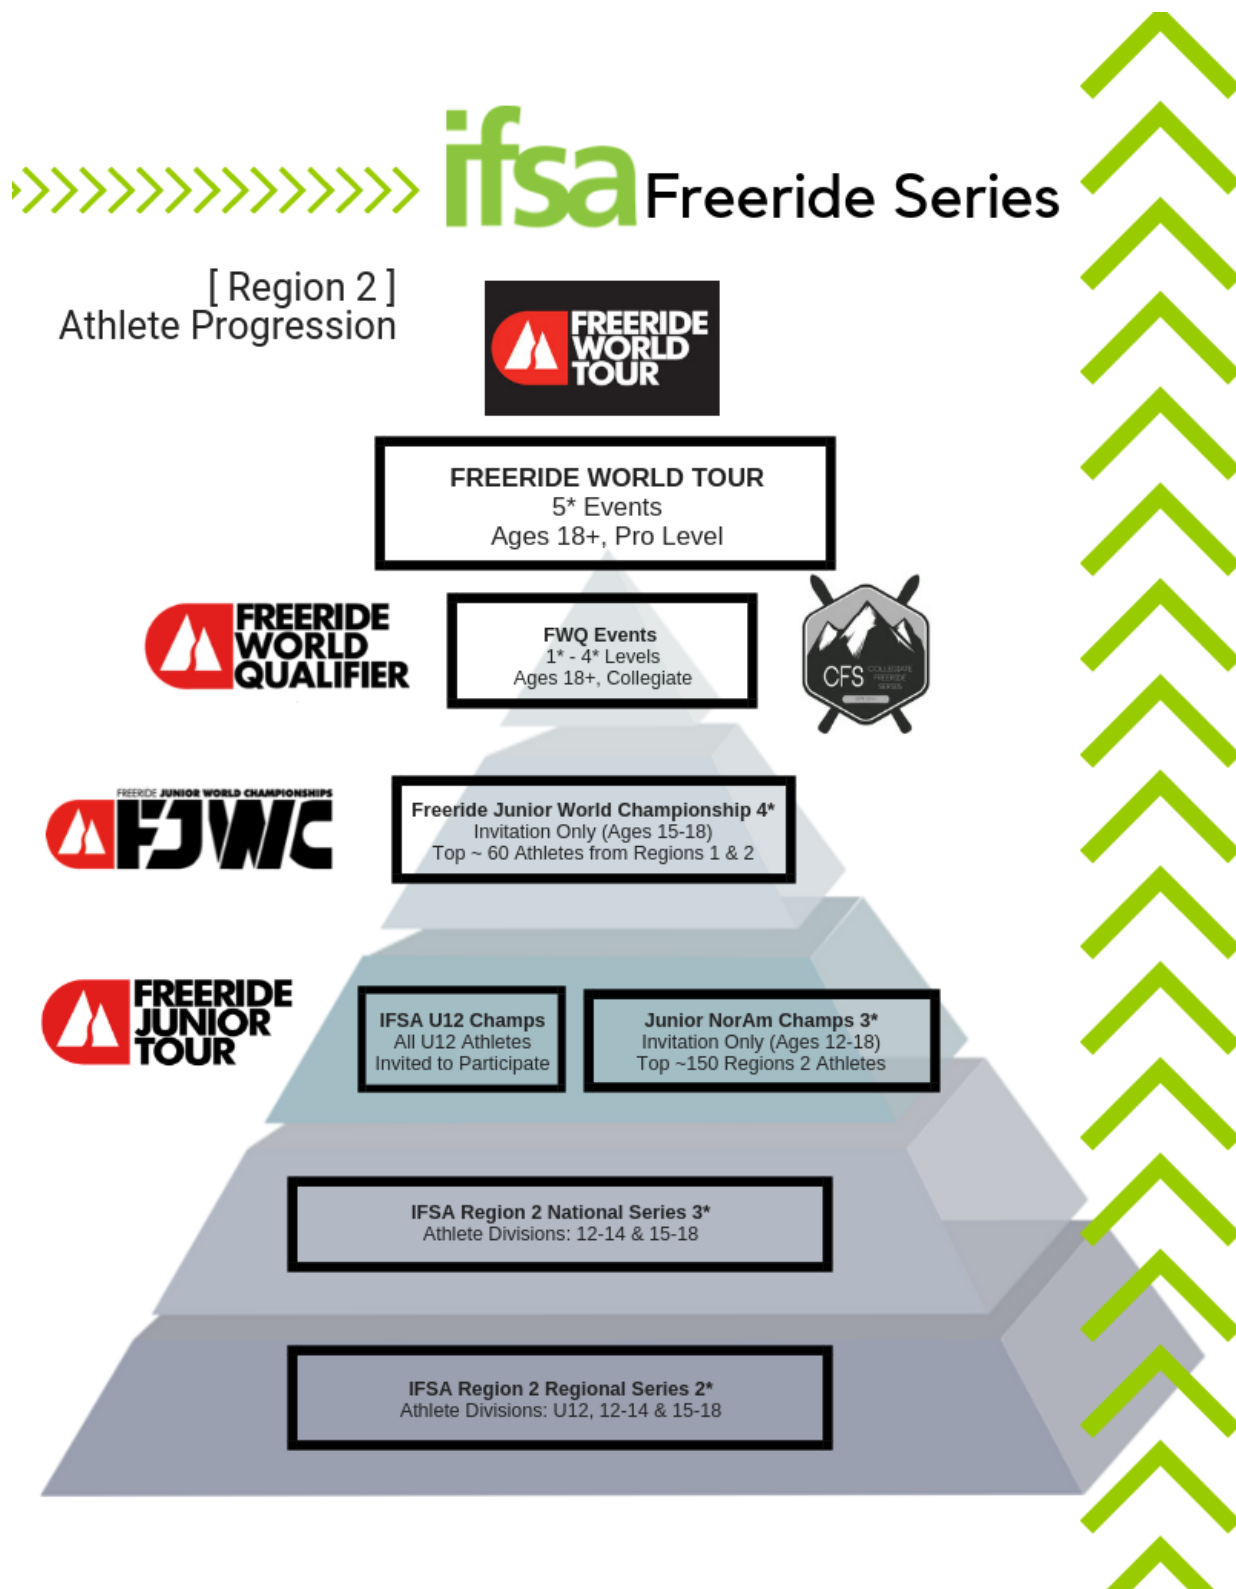 ifsa Freeride Series
[ Region 2 ]
Athlete Progression
FREERIDE
WORLD
TOUR
FREERIDE WORLD TOUR
5* Events
Ages 18+, Pro Level
FREERIDE
WORLD
QUALIFIER
FWQ Events
1* - 4* Levels
Ages 18+, Collegiate
CFS COLLEGIATE
FREERIDE
SERIES
FREERIDE JUNIOR WORLD CHAMPIONSHIPS
FJWC
Freeride Junior World Championship 4*
Invitation Only (Ages 15-18)
Top ~ 60 Athletes from Regions 1 & 2
FREERIDE
JUNIOR
TOUR
IFSA U12 Champs
All U12 Athletes
Invited to Participate
Junior NorAm Champs 3*
Invitation Only (Ages 12-18)
Top ~150 Regions 2 Athletes
IFSA Region 2 National Series 3*
Athlete Divisions: 12-14 & 15-18
IFSA Region 2 Regional Series 2*
Athlete Divisions: U12, 12-14 & 15-18